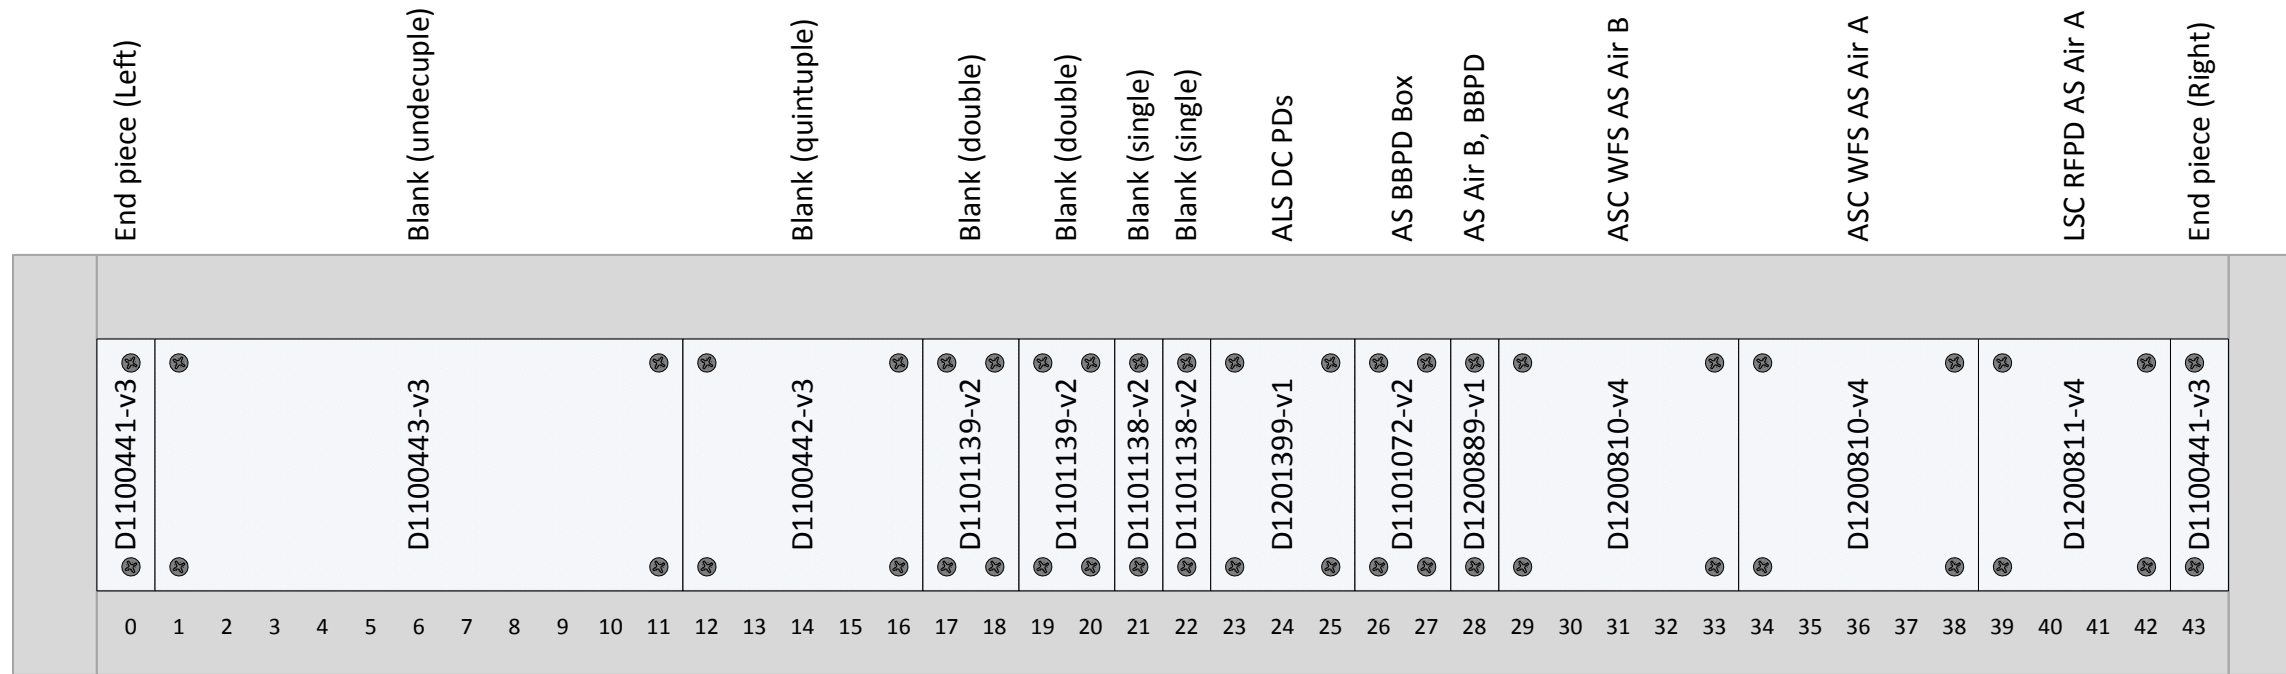 End piece (Left)
Blank (undecuple)
Blank (quintuple)
Blank (double)
Blank (double)
Blank (single)
Blank (single)
ALS DC PDs
AS BBPD Box
AS Air B, BBPD
ASC WFS AS Air B
ASC WFS AS Air A
LSC RFPD AS Air A
End piece (Right)
D1100441-v3
D1100443-v3
D1100442-v3
D1101139-v2
D1101139-v2
D1101138-v2
D1101138-v2
D1201399-v1
D1101072-v2
D1200889-v1
D1200810-v4
D1200810-v4
D1200811-v4
D1100441-v3
0 1 2 3 4 5 6 7 8 9 10 11 12 13 14 15 16 17 18 19 20 21 22 23 24 25 26 27 28 29 30 31 32 33 34 35 36 37 38 39 40 41 42 43